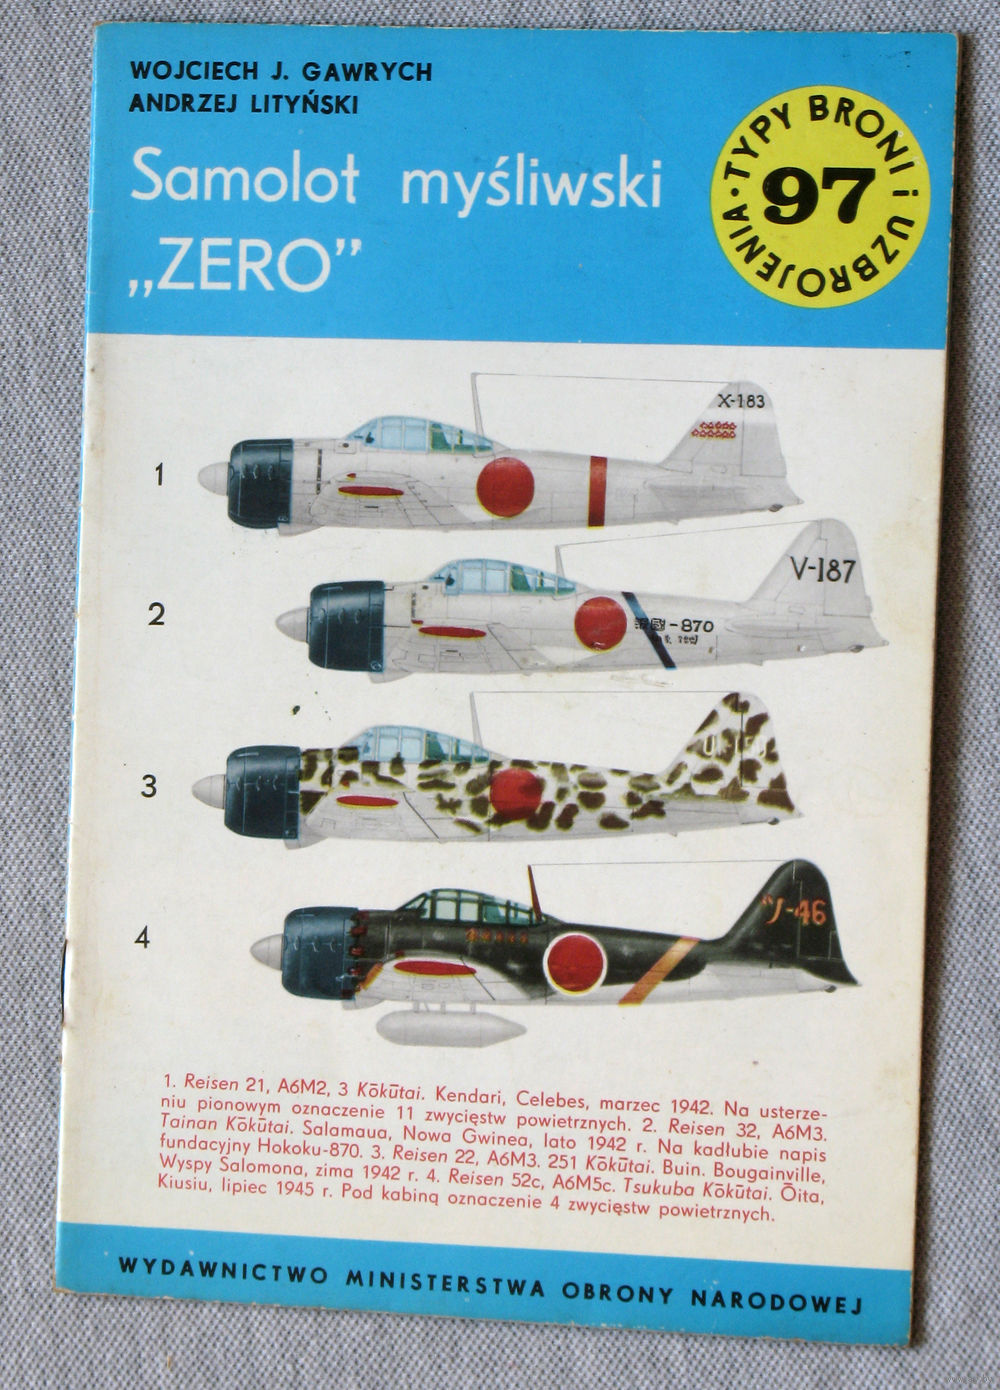 WOJCIECH J. GAWRYCH
ANDRZEJ LITYŃSKI
Samolot myśliwski
„ZERO”
TYPY BRONI i UZBROJENIA •
97
X-183
1
V-187
2
-870
3
ツ-46
4
1. Reisen 21, A6M2, 3 Kōkūtai. Kendari, Celebes, marzec 1942. Na usterze-
niu pionowym oznaczenie 11 zwycięstw powietrznych. 2. Reisen 32, A6M3.
Tainan Kōkūtai. Salamaua, Nowa Gwinea, lato 1942 r. Na kadłubie napis
fundacyjny Hokoku-870. 3. Reisen 22, A6M3. 251 Kōkūtai. Buin. Bougainville,
Wyspy Salomona, zima 1942 r. 4. Reisen 52c, A6M5c. Tsukuba Kōkūtai. Ōita,
Kiusiu, lipiec 1945 r. Pod kabiną oznaczenie 4 zwycięstw powietrznych.
WYDAWNICTWO MINISTERSTWA OBRONY NARODOWEJ